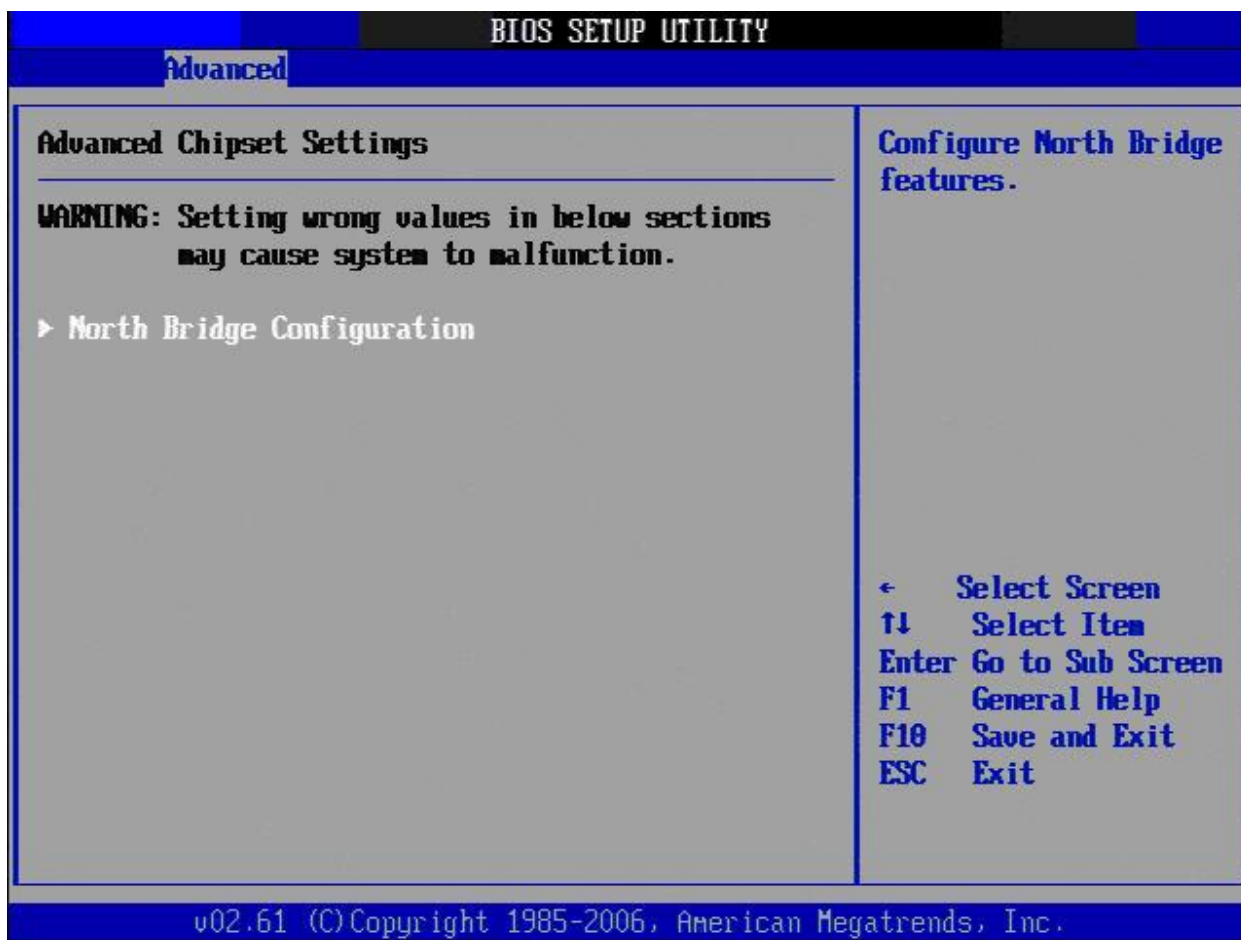 BIOS SETUP UTILITY
Advanced
Advanced Chipset Settings
WARNING: Setting wrong values in below sections
may cause system to malfunction.
► North Bridge Configuration
Configure North Bridge
features.
← Select Screen
↑↓ Select Item
Enter Go to Sub Screen
F1 General Help
F10 Save and Exit
ESC Exit
v02.61 (C)Copyright 1985-2006, American Megatrends, Inc.